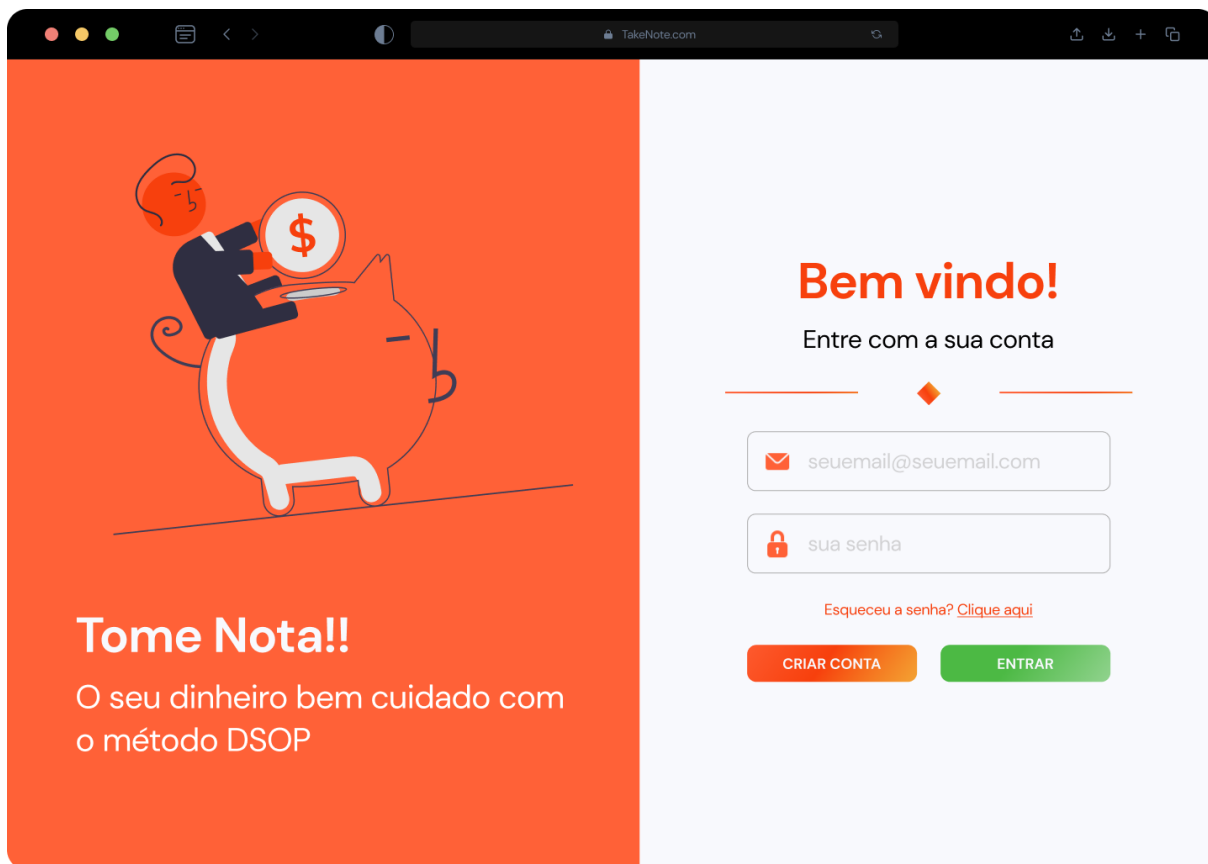 TakeNote.com
$
Bem vindo!
Entre com a sua conta
seuemail@seuemail.com
sua senha
Esqueceu a senha? Clique aqui
CRIAR CONTA
ENTRAR
Tome Nota!!
O seu dinheiro bem cuidado com
o método DSOP